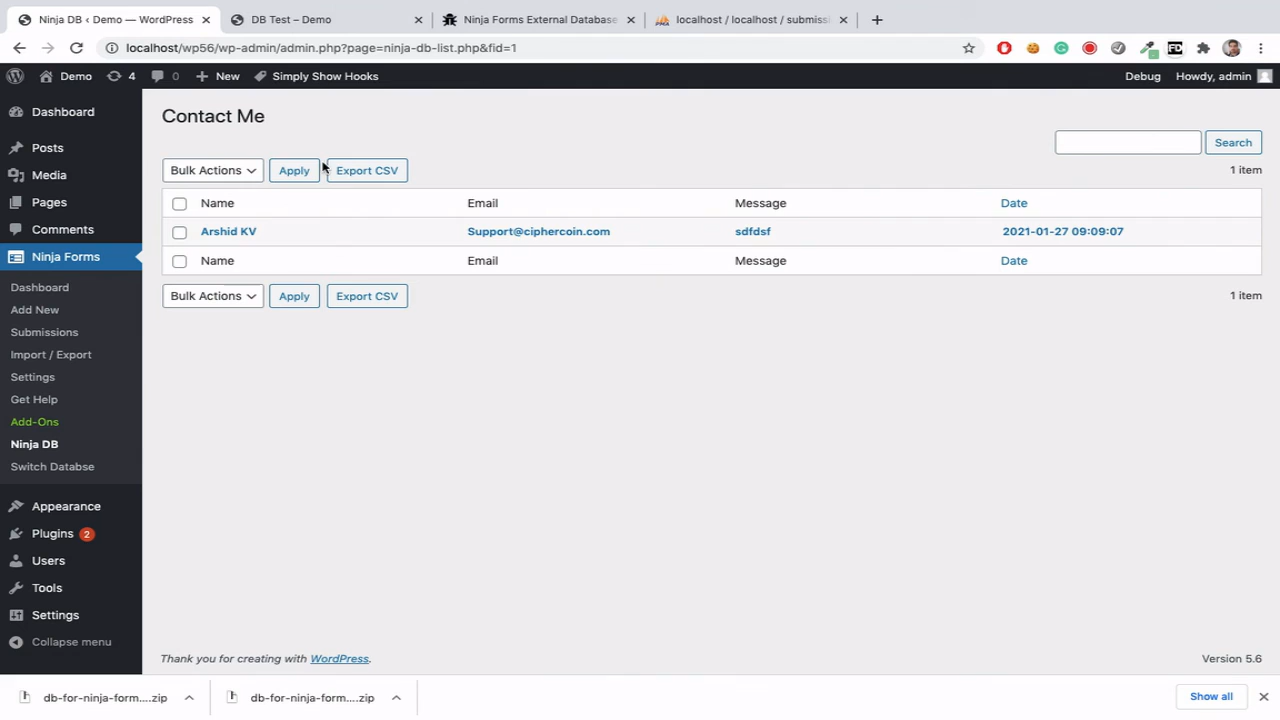 Ninja DB ‹ Demo — WordPress
DB Test – Demo
Ninja Forms External Database
localhost / localhost / submissi
localhost/wp56/wp-admin/admin.php?page=ninja-db-list.php&fid=1
Demo 4 0 New Simply Show Hooks Debug Howdy, admin
Dashboard
Posts
Media
Pages
Comments
Ninja Forms
Dashboard
Add New
Submissions
Import / Export
Settings
Get Help
Add-Ons
Ninja DB
Switch Databse
Appearance
Plugins 2
Users
Tools
Settings
Collapse menu
Contact Me
Search
Bulk Actions Apply Export CSV 1 item
Name Email Message Date
Arshid KV Support@ciphercoin.com sdfdsf 2021-01-27 09:09:07
Name Email Message Date
Bulk Actions Apply Export CSV 1 item
Thank you for creating with WordPress. Version 5.6
db-for-ninja-form....zip db-for-ninja-form....zip Show all